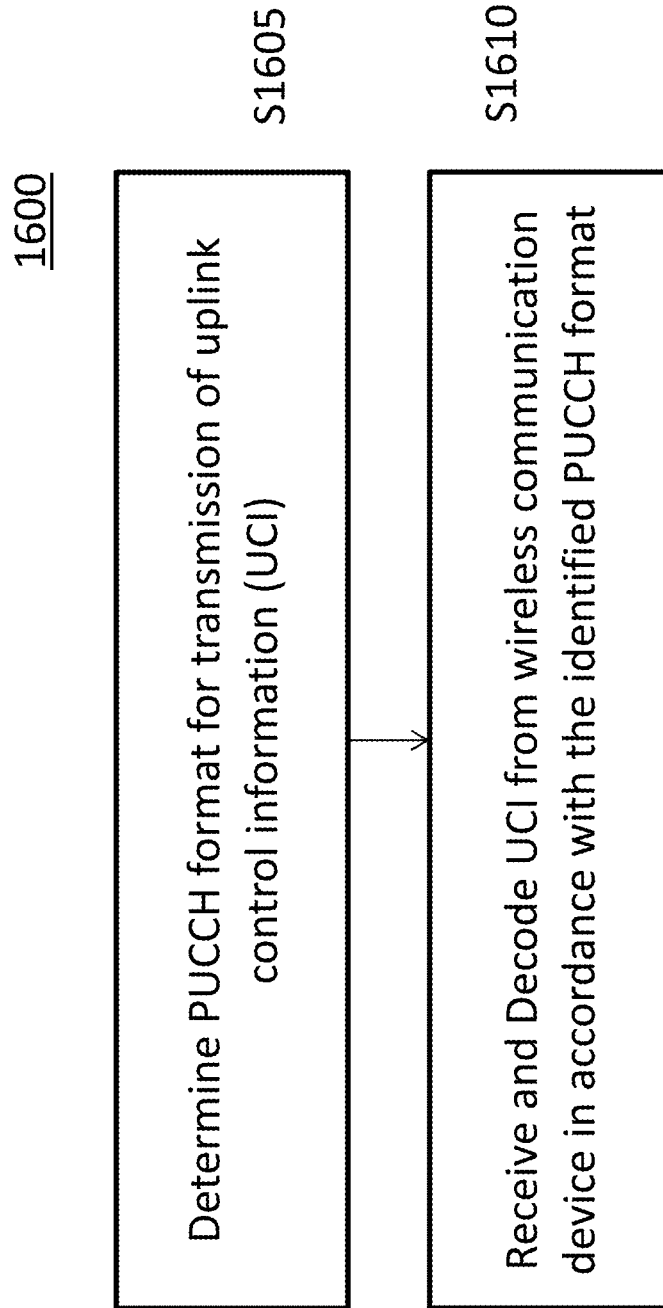 1600
Determine PUCCH format for transmission of uplink
control information (UCI)
S1605
Receive and Decode UCI from wireless communication
device in accordance with the identified PUCCH format
S1610